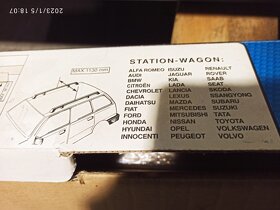 2023/1/5 18:07
STATION-WAGON:
MAX 1130 mm
ALFA ROMEO ISUZU RENAULT
AUDI JAGUAR ROVER
BMW KIA SAAB
CITROËN LADA SEAT
CHEVROLET LANCIA SKODA
DACIA LEXUS SSANGYONG
DAIHATSU MAZDA SUBARU
FIAT MERCEDES SUZUKI
FORD MITSUBISHI TATA
HONDA NISSAN TOYOTA
HYUNDAI OPEL VOLKSWAGEN
INNOCENTI PEUGEOT VOLVO